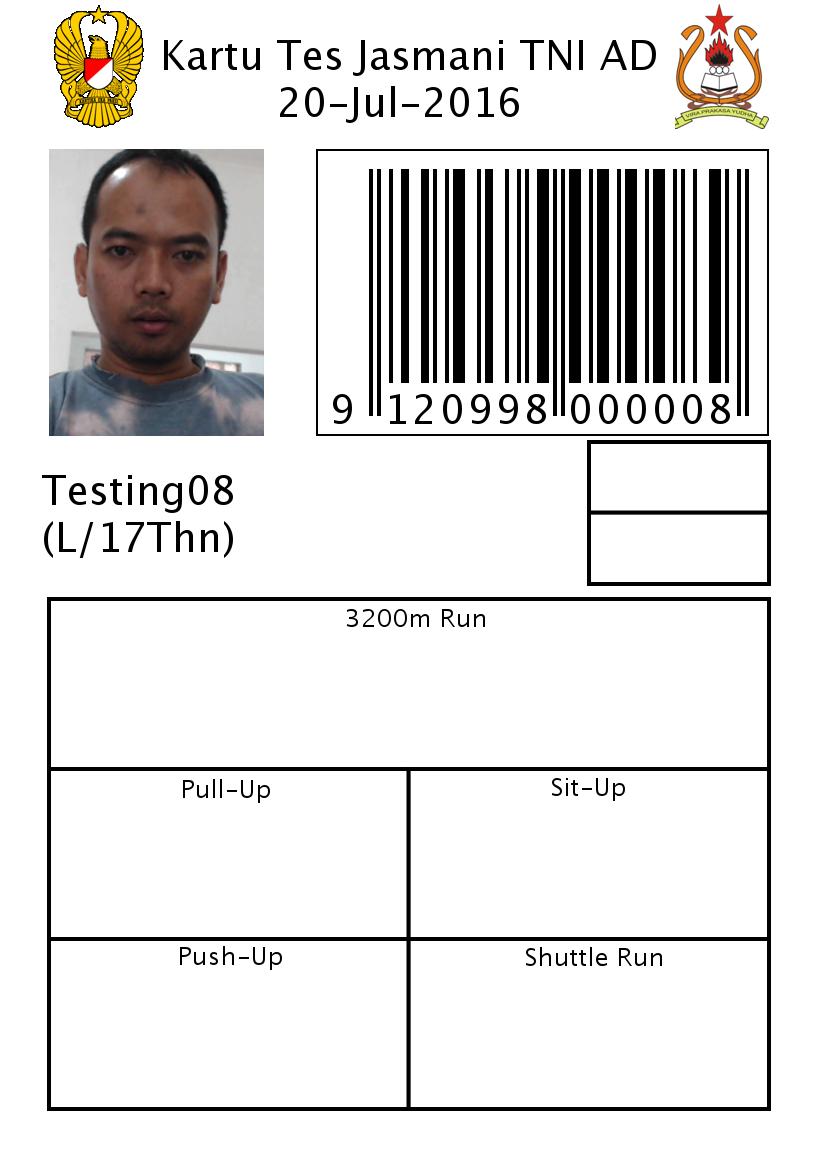 Kartu Tes Jasmani TNI AD
20-Jul-2016
VIRA PRAKASA YUDHA
9 120998 000008
Testing08
(L/17Thn)
3200m Run
Pull-Up
Sit-Up
Push-Up
Shuttle Run